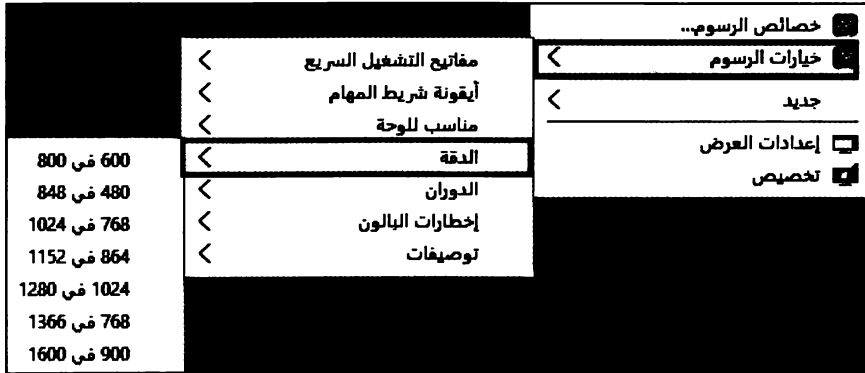 خصائص الرسوم...
خيارات الرسوم
جديد
إعدادات العرض
تخصيص
مفاتيح التشغيل السريع
أيقونة شريط المهام
مناسب للوحة
الدقة
الدوران
إخطارات البالون
توصيفات
600 في 800
480 في 848
768 في 1024
864 في 1152
1024 في 1280
768 في 1366
900 في 1600